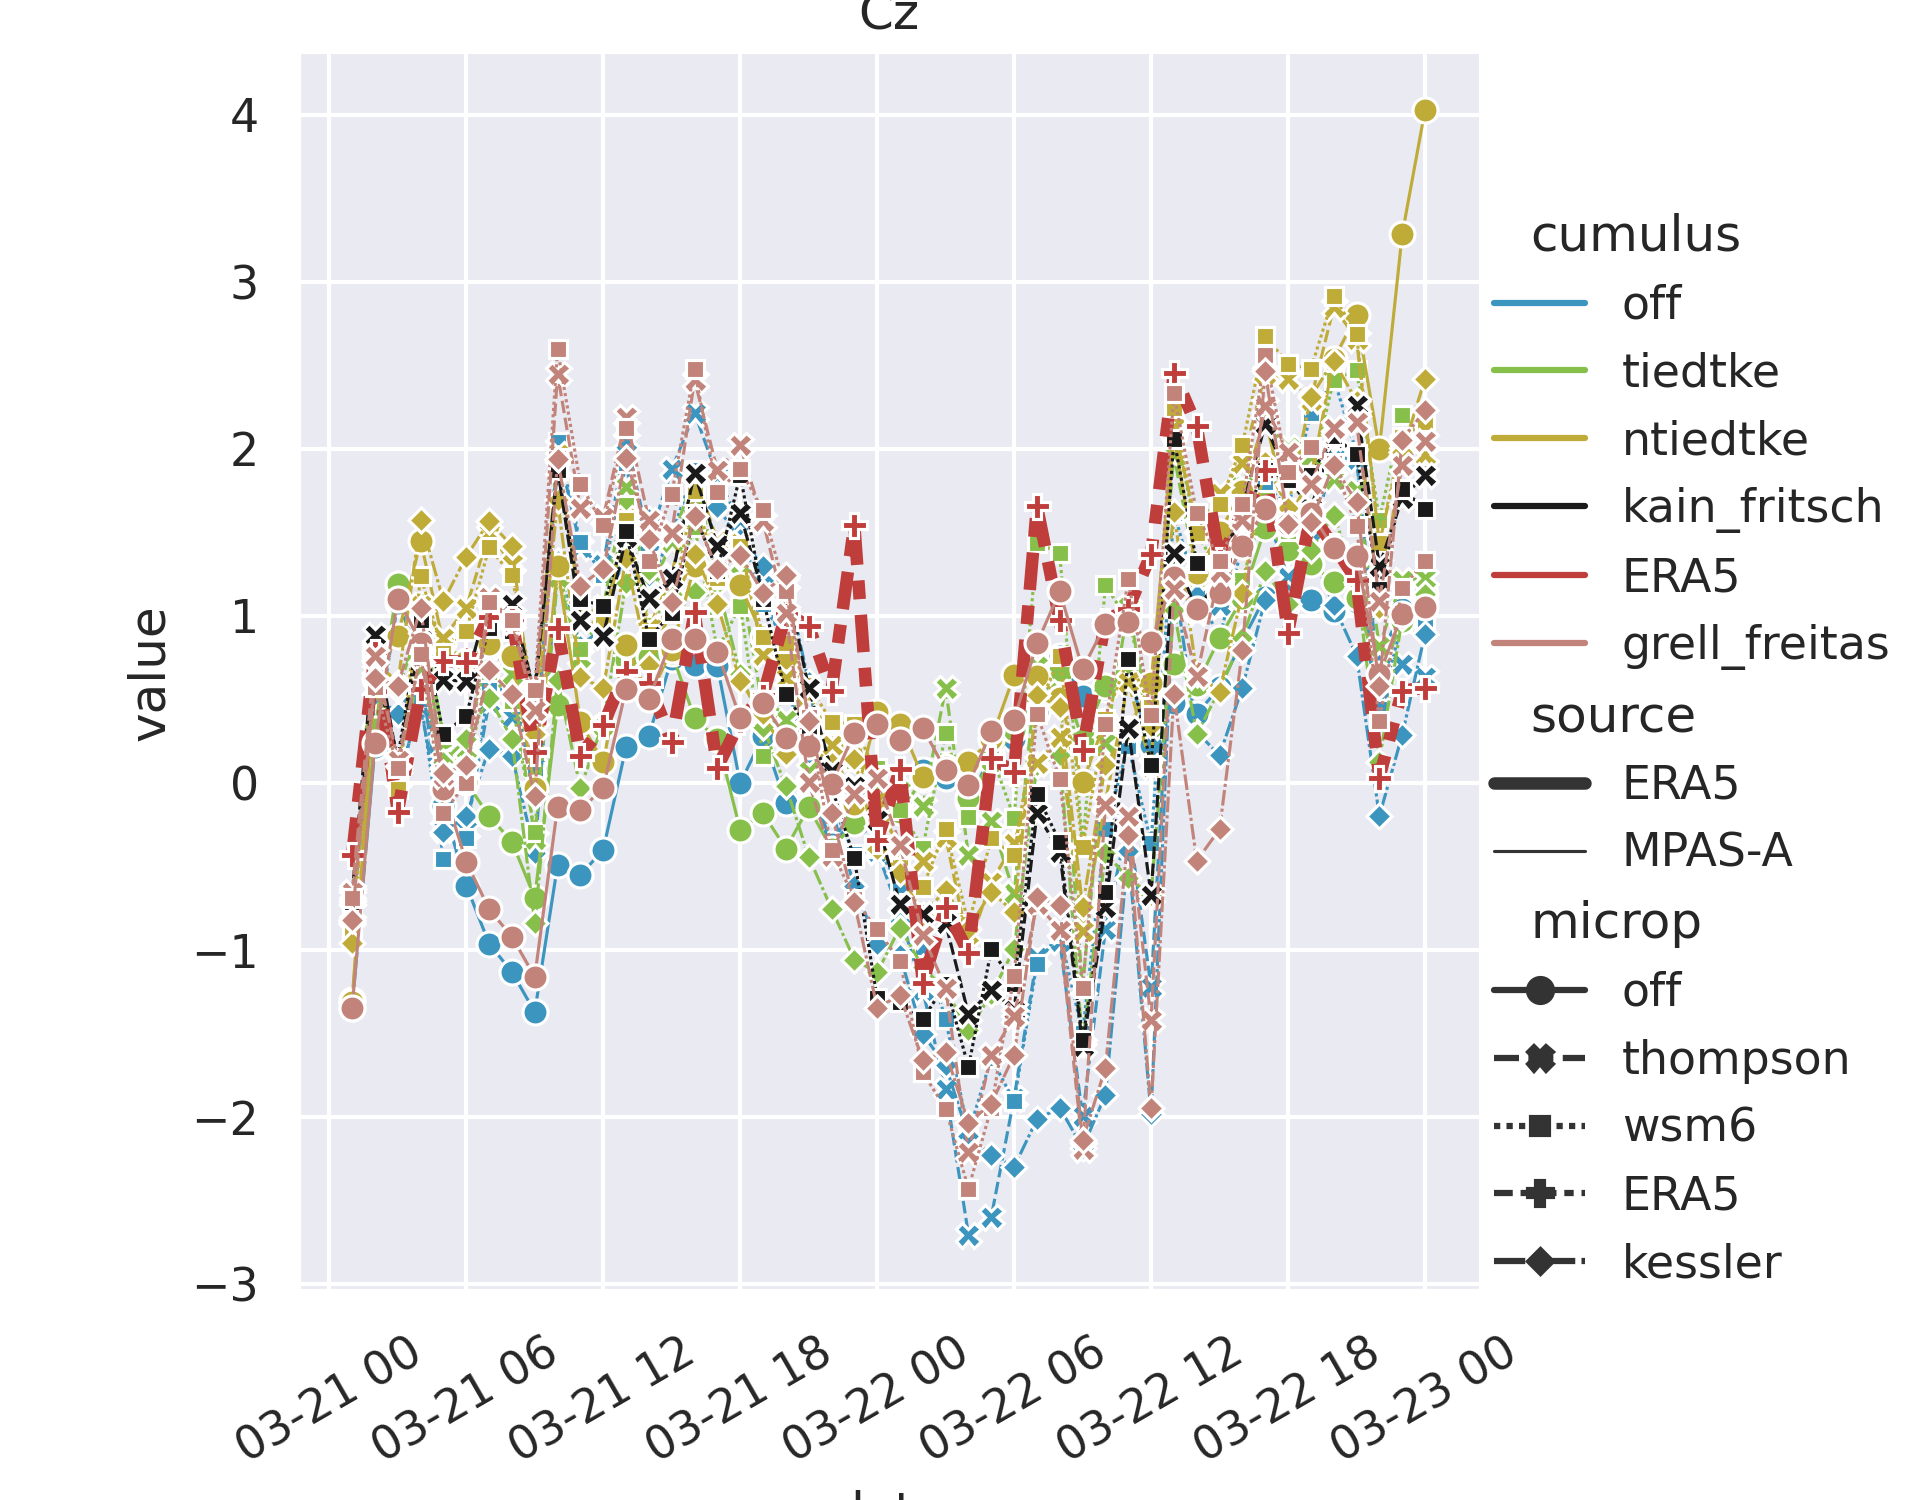 Cz
4
3
2
1
0
−1
−2
−3
value
03-21 00
03-21 06
03-21 12
03-21 18
03-22 00
03-22 06
03-22 12
03-22 18
03-23 00
cumulus
off
tiedtke
ntiedtke
kain_fritsch
ERA5
grell_freitas
source
ERA5
MPAS-A
microp
off
thompson
wsm6
ERA5
kessler